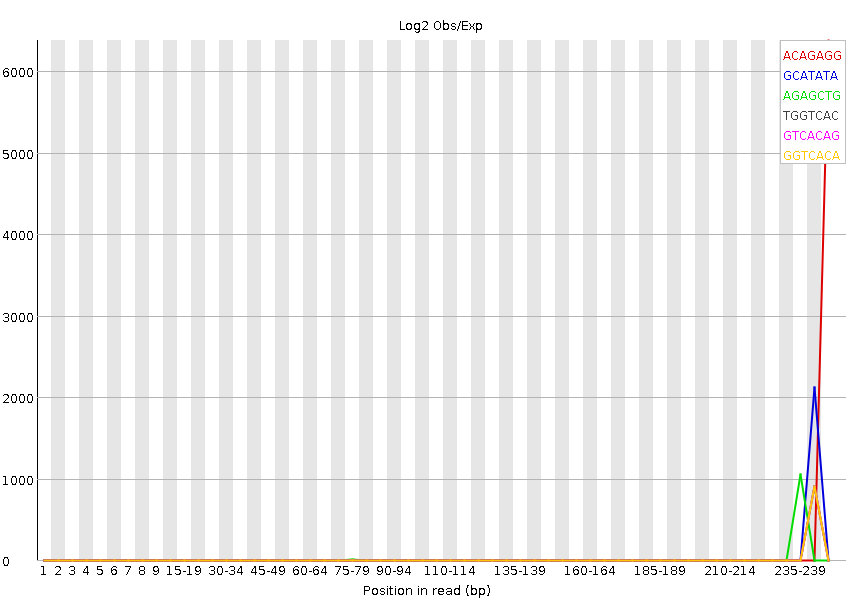 Log2 Obs/Exp
6000
5000
4000
3000
2000
1000
0
ACAGAGG
GCATATA
AGAGCTG
TGGTCAC
GTCACAG
GGTCACA
1 2 3 4 5 6 7 8 9 15-19 30-34 45-49 60-64 75-79 90-94 110-114 135-139 160-164 185-189 210-214 235-239
Position in read (bp)